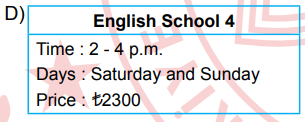 D)
English School 4
Time : 2 - 4 p.m.
Days : Saturday and Sunday
Price : ₺2300